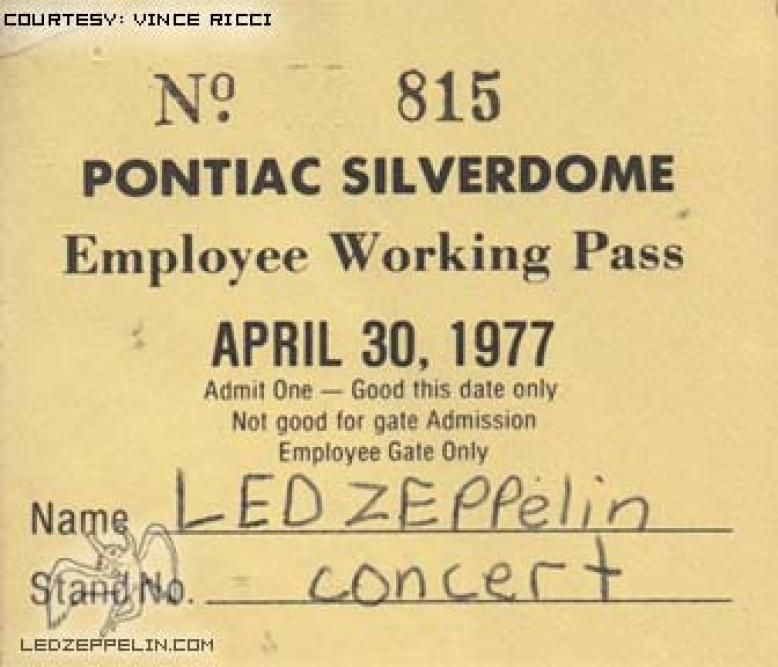 COURTESY: VINCE RICCI
Nº 815
PONTIAC SILVERDOME
Employee Working Pass
APRIL 30, 1977
Admit One — Good this date only
Not good for gate Admission
Employee Gate Only
Name LED ZEPPelin
Stand No. concert
LEDZEPPELIN.COM